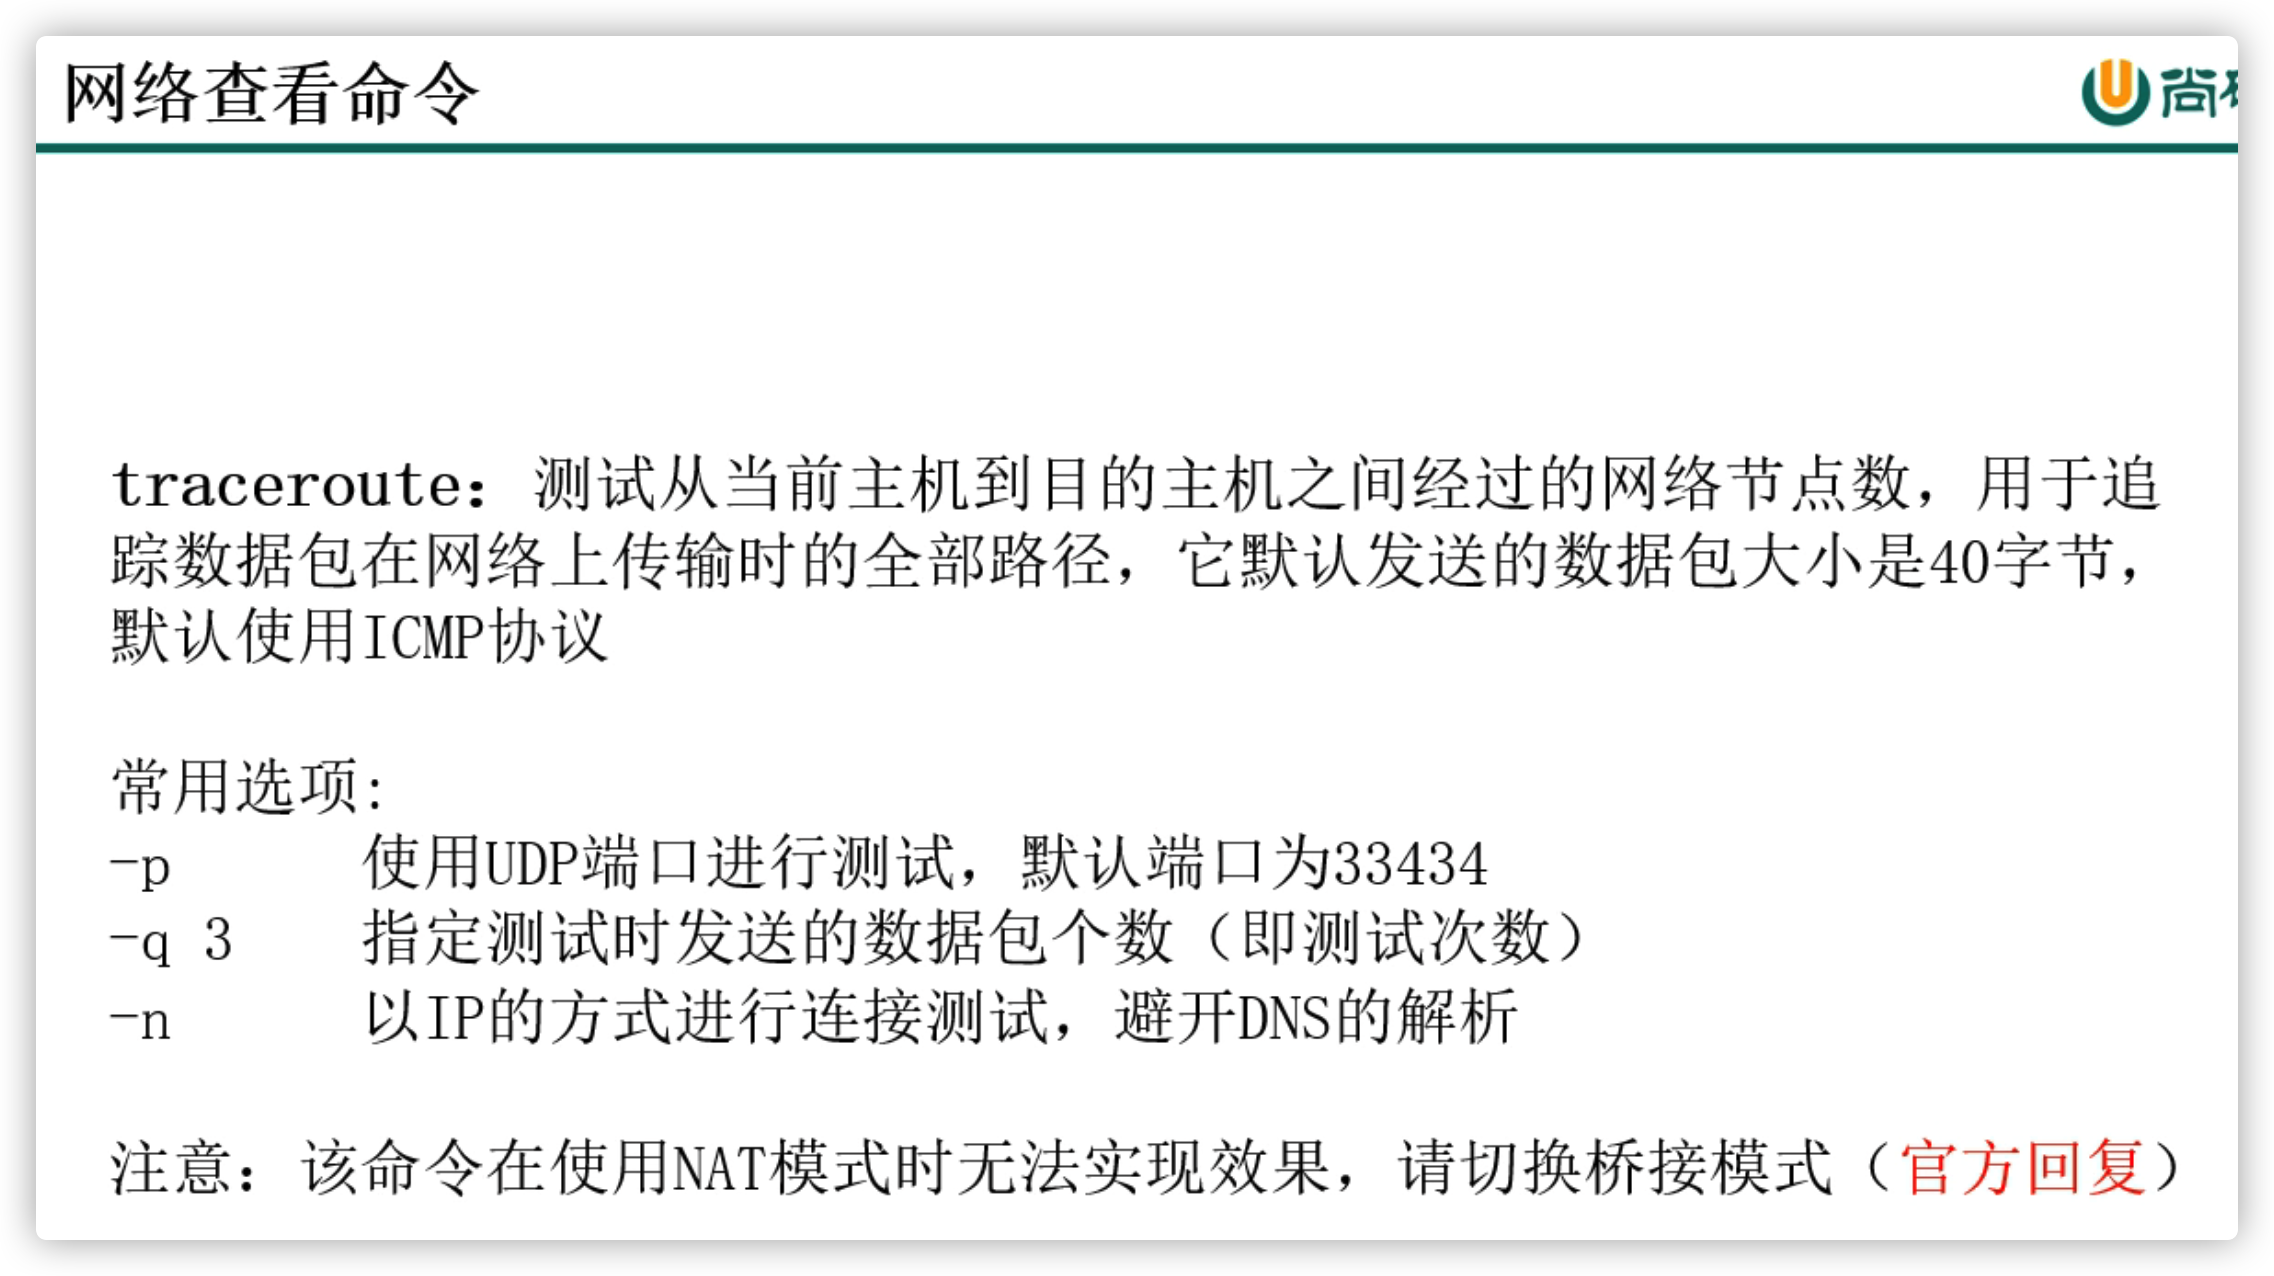 网络查看命令
尚
traceroute：测试从当前主机到目的主机之间经过的网络节点数，用于追
踪数据包在网络上传输时的全部路径，它默认发送的数据包大小是40字节，
默认使用ICMP协议
常用选项:
-p 使用UDP端口进行测试，默认端口为33434
-q 3 指定测试时发送的数据包个数（即测试次数）
-n 以IP的方式进行连接测试，避开DNS的解析
注意：该命令在使用NAT模式时无法实现效果，请切换桥接模式（官方回复）